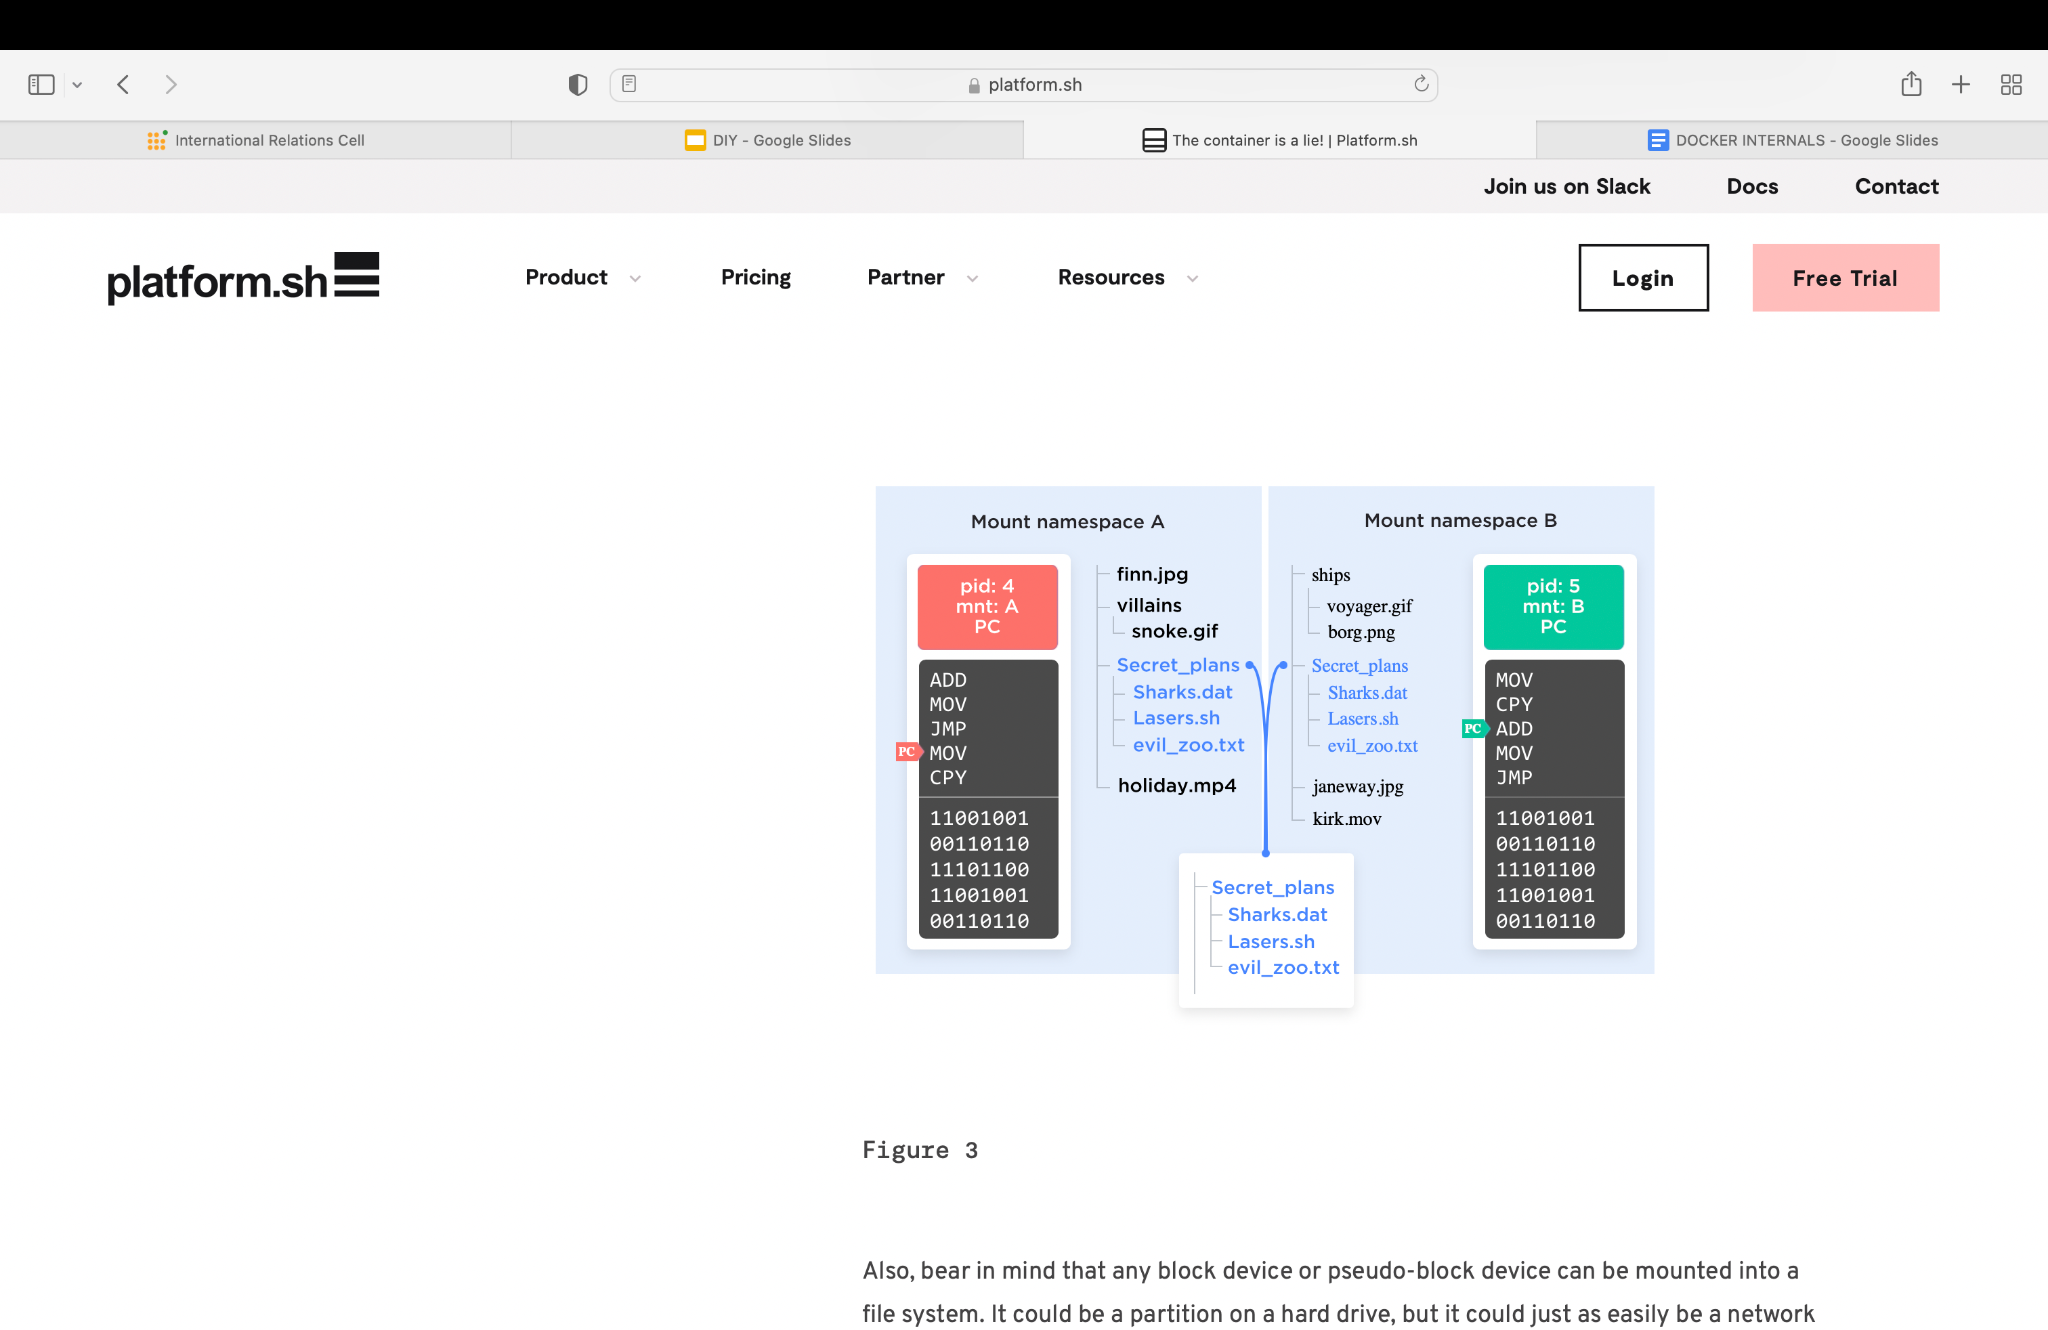 platform.sh
International Relations Cell
DIY - Google Slides
The container is a lie! | Platform.sh
DOCKER INTERNALS - Google Slides
Join us on Slack
Docs
Contact
platform.sh
Product
Pricing
Partner
Resources
Login
Free Trial
Mount namespace A
pid: 4
mnt: A
PC
ADD
MOV
JMP
PC
MOV
CPY
11001001
00110110
11101100
11001001
00110110
finn.jpg
villains
snoke.gif
Secret_plans
Sharks.dat
Lasers.sh
evil_zoo.txt
holiday.mp4
Mount namespace B
ships
voyager.gif
borg.png
Secret_plans
Sharks.dat
Lasers.sh
evil_zoo.txt
janeway.jpg
kirk.mov
pid: 5
mnt: B
PC
MOV
CPY
PC
ADD
MOV
JMP
11001001
00110110
11101100
11001001
00110110
Secret_plans
Sharks.dat
Lasers.sh
evil_zoo.txt
Figure 3
Also, bear in mind that any block device or pseudo-block device can be mounted into a
file system. It could be a partition on a hard drive, but it could just as easily be a network